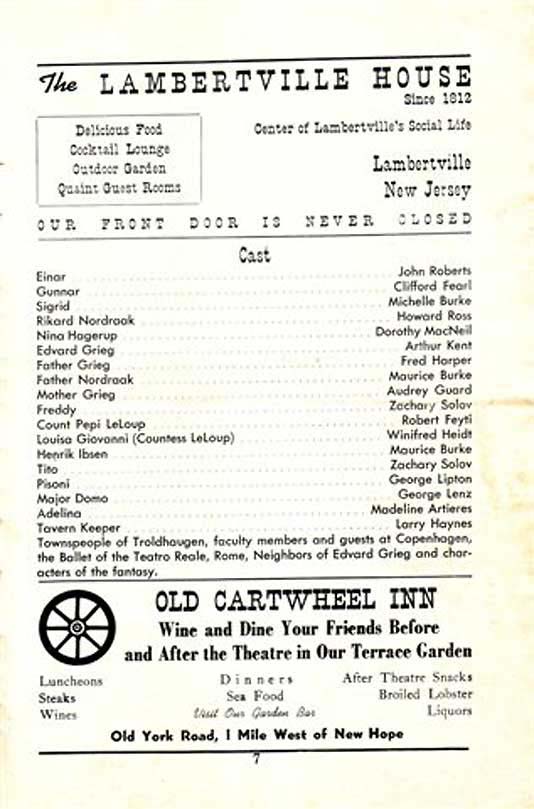 The LAMBERTVILLE HOUSE
Since 1812
Delicious Food
Cocktail Lounge
Outdoor Garden
Quaint Guest Rooms
Center of Lambertville's Social Life
Lambertville
New Jersey
OUR FRONT DOOR IS NEVER CLOSED
Cast
Einar John Roberts
Gunnar Clifford Fearl
Sigrid Michelle Burke
Rikard Nordraak Howard Ross
Nina Hagerup Dorothy MacNeil
Edvard Grieg Arthur Kent
Father Grieg Fred Harper
Father Nordraak Maurice Burke
Mother Grieg Audrey Guard
Freddy Zachary Solov
Count Pepi LeLoup Robert Feyti
Louisa Giovanni (Countess LeLoup) Winifred Heidt
Henrik Ibsen Maurice Burke
Tito Zachary Solov
Pisoni George Lipton
Major Domo George Lenz
Adelina Madeline Artieres
Tavern Keeper Larry Haynes
Townspeople of Troldhaugen, faculty members and guests at Copenhagen,
the Ballet of the Teatro Reale, Rome, Neighbors of Edvard Grieg and char-
acters of the fantasy.
OLD CARTWHEEL INN
Wine and Dine Your Friends Before
and After the Theatre in Our Terrace Garden
Luncheons Dinners After Theatre Snacks
Steaks Sea Food Broiled Lobster
Wines Visit Our Garden Bar Liquors
Old York Road, 1 Mile West of New Hope
7